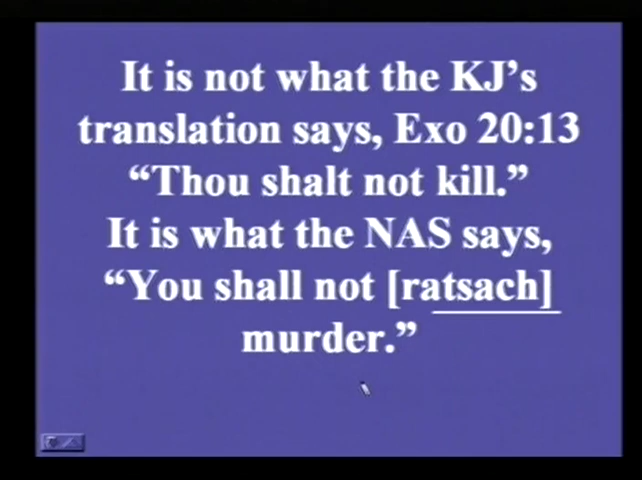 It is not what the KJ’s
translation says, Exo 20:13
“Thou shalt not kill.”
It is what the NAS says,
“You shall not [ratsach]
murder.”